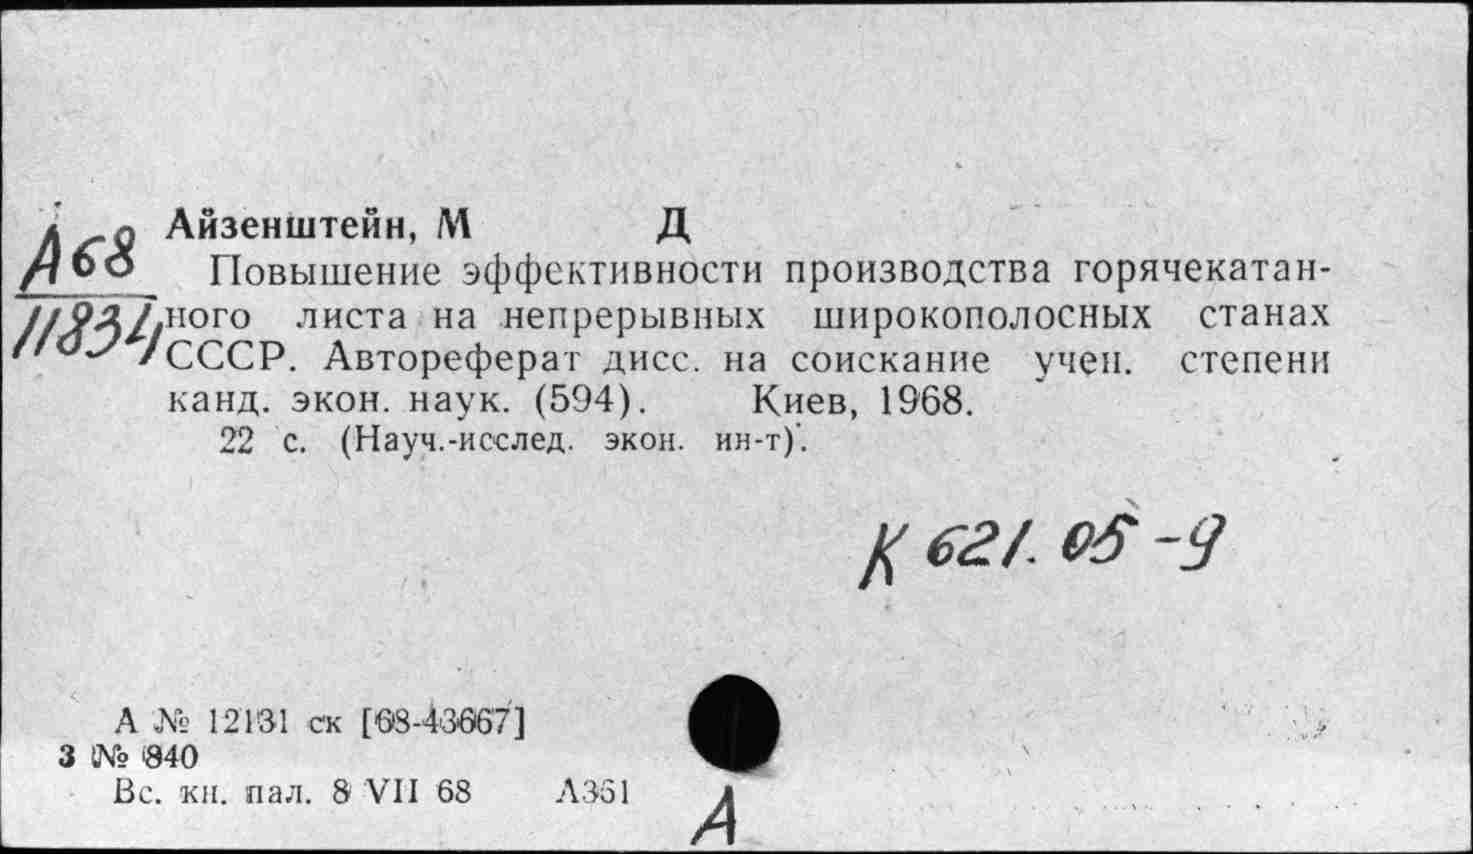 А68
11834
Айзенштейн, М Д
Повышение эффективности производства горячекатан-
ного листа на непрерывных широкополосных станах
СССР. Автореферат дисс. на соискание учен. степени
канд. экон. наук. (594). Киев, 1968.
22 с. (Науч.-исслед. экон. ин-т).
К 621.05-9
А № 12131 ск [68-43667]
З № 840
Вс. кн. пал. 8 VII 68 А351
А